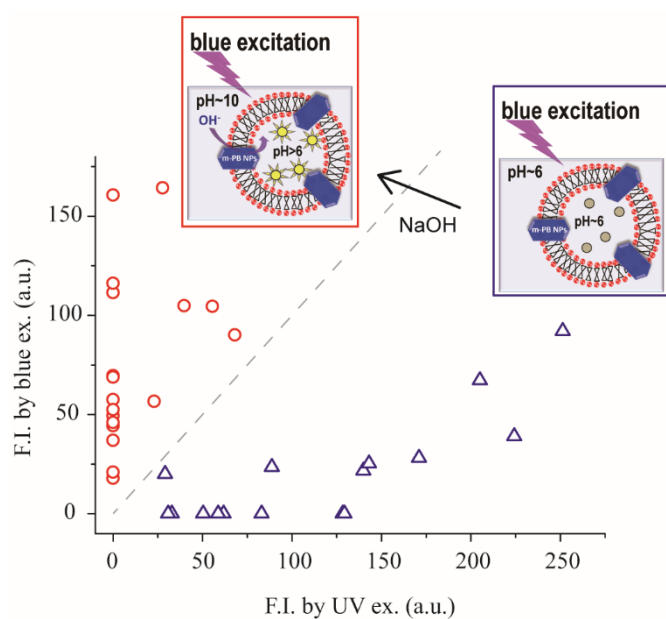 blue excitation
pH~10
OH⁻
pH>6
m-PB NPs
blue excitation
pH~6
pH~6
m-PB NPs
NaOH
F.I. by blue ex. (a.u.)
150
100
50
0
0 50 100 150 200 250
F.I. by UV ex. (a.u.)